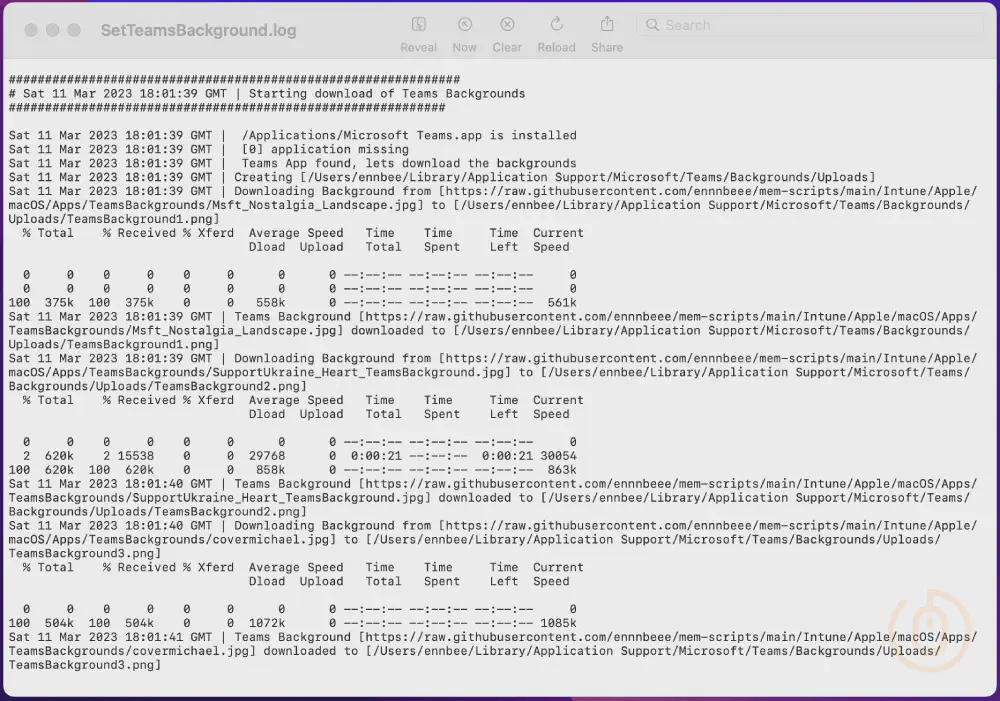 SetTeamsBackground.log
Reveal Now Clear Reload Share
Search
##############################################################
# Sat 11 Mar 2023 18:01:39 GMT | Starting download of Teams Backgrounds
############################################################
Sat 11 Mar 2023 18:01:39 GMT |  /Applications/Microsoft Teams.app is installed
Sat 11 Mar 2023 18:01:39 GMT |  [0] application missing
Sat 11 Mar 2023 18:01:39 GMT |  Teams App found, lets download the backgrounds
Sat 11 Mar 2023 18:01:39 GMT | Creating [/Users/ennbee/Library/Application Support/Microsoft/Teams/Backgrounds/Uploads]
Sat 11 Mar 2023 18:01:39 GMT | Downloading Background from [https://raw.githubusercontent.com/ennnbeee/mem-scripts/main/Intune/Apple/
macOS/Apps/TeamsBackgrounds/Msft_Nostalgia_Landscape.jpg] to [/Users/ennbee/Library/Application Support/Microsoft/Teams/Backgrounds/
Uploads/TeamsBackground1.png]
  % Total    % Received % Xferd  Average Speed   Time    Time     Time  Current
                                 Dload  Upload   Total   Spent    Left  Speed
  0     0    0     0    0     0      0      0 --:--:-- --:--:-- --:--:--     0
  0     0    0     0    0     0      0      0 --:--:-- --:--:-- --:--:--     0
100  375k  100  375k    0     0   558k      0 --:--:-- --:--:-- --:--:--  561k
Sat 11 Mar 2023 18:01:39 GMT | Teams Background [https://raw.githubusercontent.com/ennnbeee/mem-scripts/main/Intune/Apple/macOS/Apps/
TeamsBackgrounds/Msft_Nostalgia_Landscape.jpg] downloaded to [/Users/ennbee/Library/Application Support/Microsoft/Teams/Backgrounds/
Uploads/TeamsBackground1.png]
Sat 11 Mar 2023 18:01:39 GMT | Downloading Background from [https://raw.githubusercontent.com/ennnbeee/mem-scripts/main/Intune/Apple/
macOS/Apps/TeamsBackgrounds/SupportUkraine_Heart_TeamsBackground.jpg] to [/Users/ennbee/Library/Application Support/Microsoft/Teams/
Backgrounds/Uploads/TeamsBackground2.png]
  % Total    % Received % Xferd  Average Speed   Time    Time     Time  Current
                                 Dload  Upload   Total   Spent    Left  Speed
  0     0    0     0    0     0      0      0 --:--:-- --:--:-- --:--:--     0
  2  620k    2 15538    0     0  29768      0  0:00:21 --:--:--  0:00:21 30054
100  620k  100  620k    0     0   858k      0 --:--:-- --:--:-- --:--:--  863k
Sat 11 Mar 2023 18:01:40 GMT | Teams Background [https://raw.githubusercontent.com/ennnbeee/mem-scripts/main/Intune/Apple/macOS/Apps/
TeamsBackgrounds/SupportUkraine_Heart_TeamsBackground.jpg] downloaded to [/Users/ennbee/Library/Application Support/Microsoft/Teams/
Backgrounds/Uploads/TeamsBackground2.png]
Sat 11 Mar 2023 18:01:40 GMT | Downloading Background from [https://raw.githubusercontent.com/ennnbeee/mem-scripts/main/Intune/Apple/
macOS/Apps/TeamsBackgrounds/covermichael.jpg] to [/Users/ennbee/Library/Application Support/Microsoft/Teams/Backgrounds/Uploads/
TeamsBackground3.png]
  % Total    % Received % Xferd  Average Speed   Time    Time     Time  Current
                                 Dload  Upload   Total   Spent    Left  Speed
  0     0    0     0    0     0      0      0 --:--:-- --:--:-- --:--:--     0
100  504k  100  504k    0     0  1072k      0 --:--:-- --:--:-- --:--:-- 1085k
Sat 11 Mar 2023 18:01:41 GMT | Teams Background [https://raw.githubusercontent.com/ennnbeee/mem-scripts/main/Intune/Apple/macOS/Apps/
TeamsBackgrounds/covermichael.jpg] downloaded to [/Users/ennbee/Library/Application Support/Microsoft/Teams/Backgrounds/Uploads/
TeamsBackground3.png]